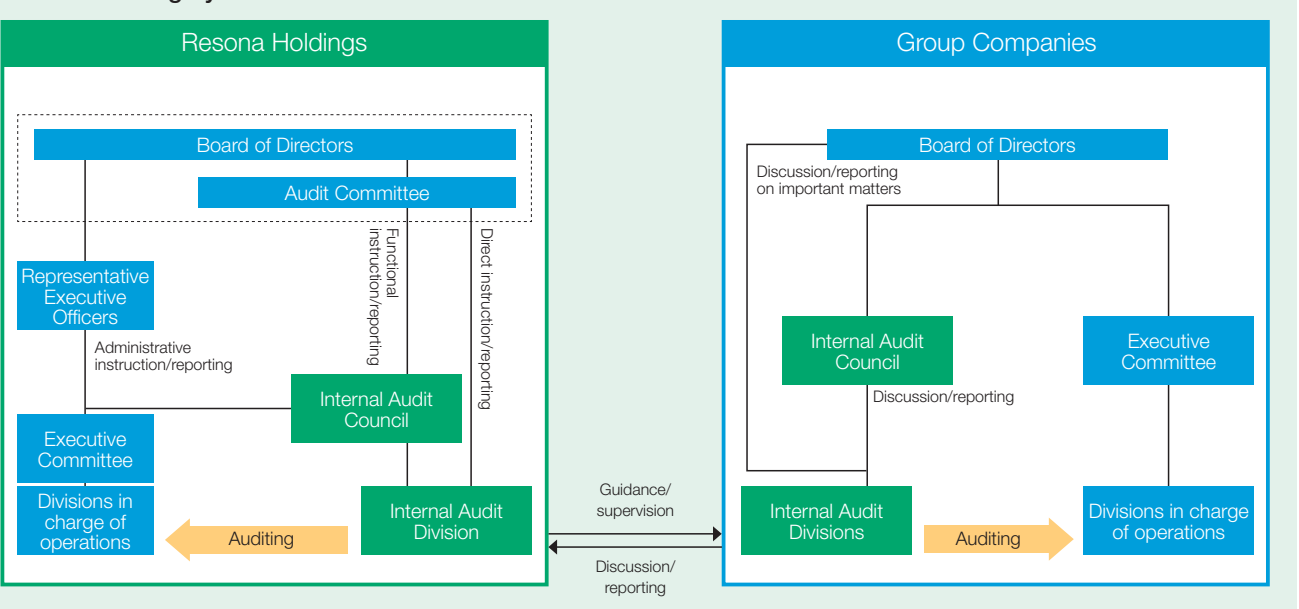 Resona Holdings
Board of Directors
Audit Committee
Functional
instruction/reporting
Direct instruction/reporting
Representative
Executive
Officers
Administrative
instruction/reporting
Internal Audit
Council
Executive
Committee
Divisions in
charge of
operations
Auditing
Internal Audit
Division
Guidance/
supervision
Discussion/
reporting
Group Companies
Board of Directors
Discussion/reporting
on important matters
Internal Audit
Council
Executive
Committee
Discussion/reporting
Internal Audit
Divisions
Auditing
Divisions in charge
of operations